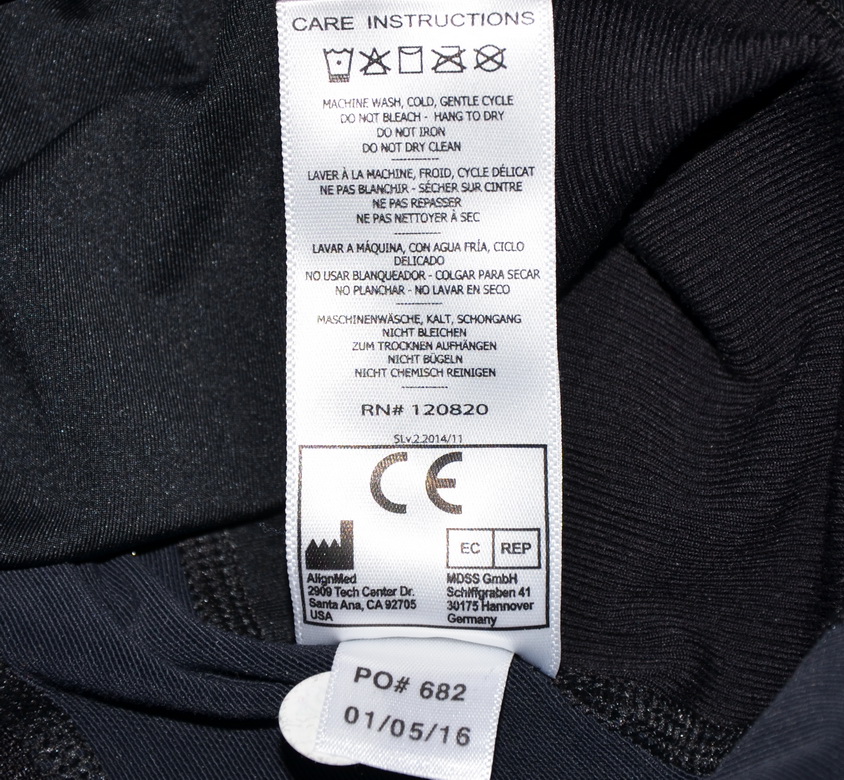 CARE INSTRUCTIONS
MACHINE WASH, COLD, GENTLE CYCLE
DO NOT BLEACH - HANG TO DRY
DO NOT IRON
DO NOT DRY CLEAN
------------
LAVER À LA MACHINE, FROID, CYCLE DÉLICAT
NE PAS BLANCHIR - SÉCHER SUR CINTRE
NE PAS REPASSER
NE PAS NETTOYER À SEC
------------
LAVAR A MÁQUINA, CON AGUA FRÍA, CICLO
DELICADO
NO USAR BLANQUEADOR - COLGAR PARA SECAR
NO PLANCHAR - NO LAVAR EN SECO
------------
MASCHINENWÄSCHE, KALT, SCHONGANG
NICHT BLEICHEN
ZUM TROCKNEN AUFHÄNGEN
NICHT BÜGELN
NICHT CHEMISCH REINIGEN
------------
RN# 120820
SLv.2.2014/11
CE
EC REP
AlignMed
2909 Tech Center Dr.
Santa Ana, CA 92705
USA
MDSS GmbH
Schiffgraben 41
30175 Hannover
Germany
PO# 682
01/05/16